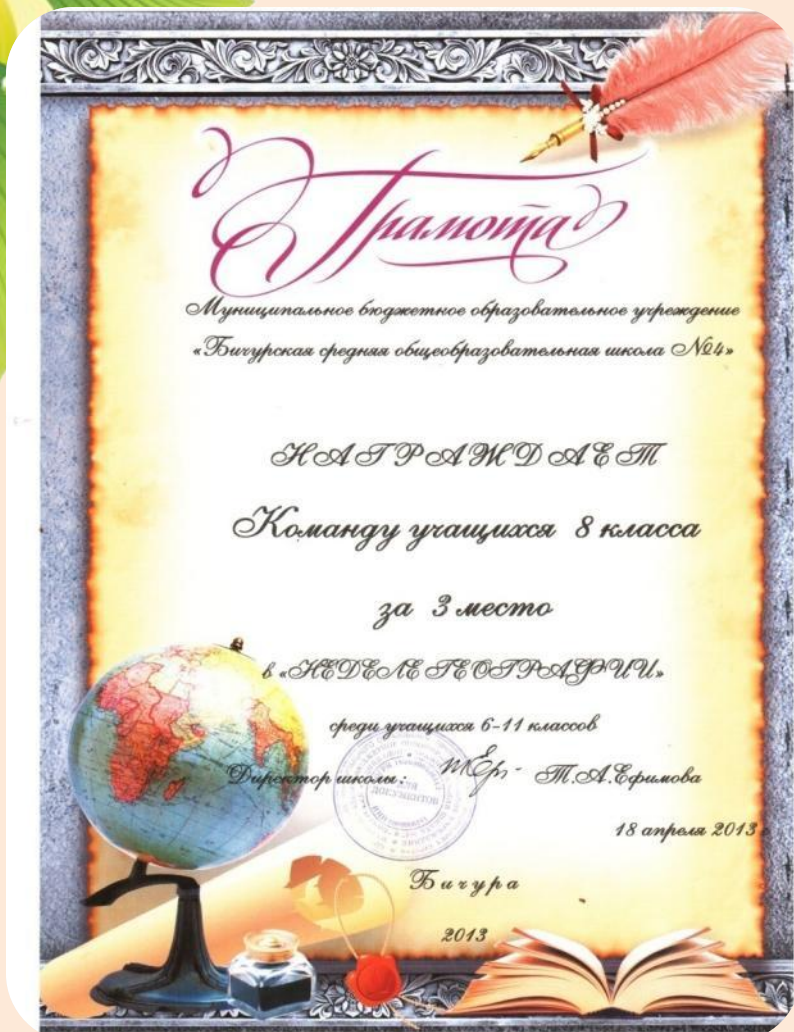 Грамота
Муниципальное бюджетное образовательное учреждение
«Бичурская средняя общеобразовательная школа №4»
НАГРАЖДАЕТ
Команду учащихся 8 класса
за 3 место
в «НЕДЕЛЕ ГЕОГРАФИИ»
среди учащихся 6-11 классов
Директор школы: Т.А.Ефимова
18 апреля 2013 г
Бичура
2013